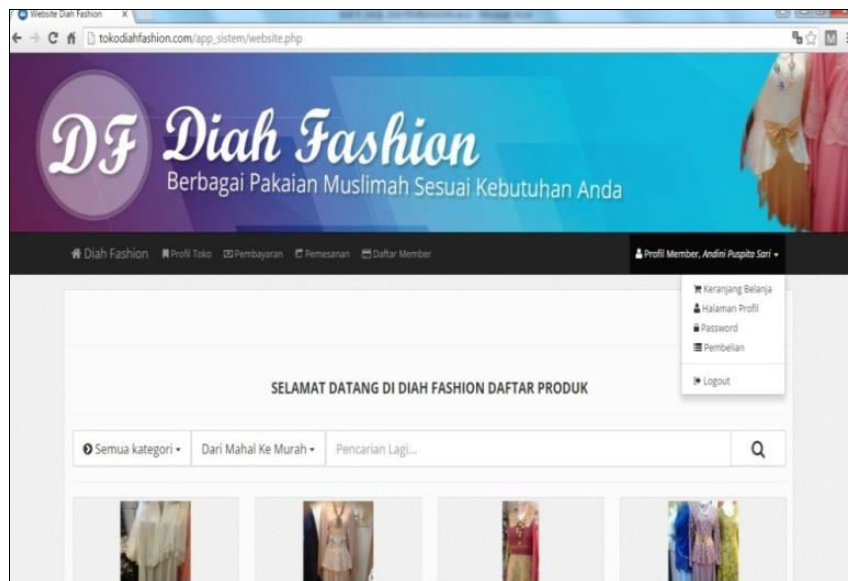 Website Diah Fashion
tokodiahfashion.com/app_sistem/website.php
DF Diah Fashion
Berbagai Pakaian Muslimah Sesuai Kebutuhan Anda
Diah Fashion Profil Toko Pembayaran Pemesanan Daftar Member Profil Member, Andini Puspita Sari
Keranjang Belanja
Halaman Profil
Password
Pembelian
Logout
SELAMAT DATANG DI DIAH FASHION DAFTAR PRODUK
Semua kategori Dari Mahal Ke Murah Pencarian Lagi...